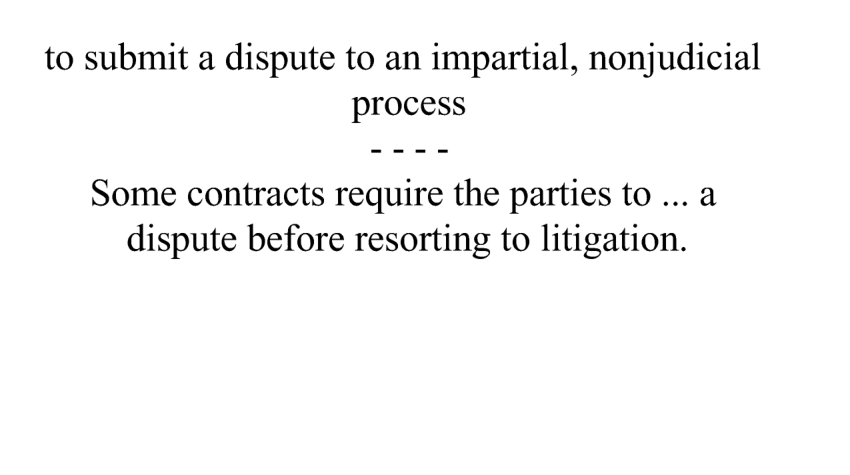 to submit a dispute to an impartial, nonjudicial
process
- - - -
Some contracts require the parties to ... a
dispute before resorting to litigation.